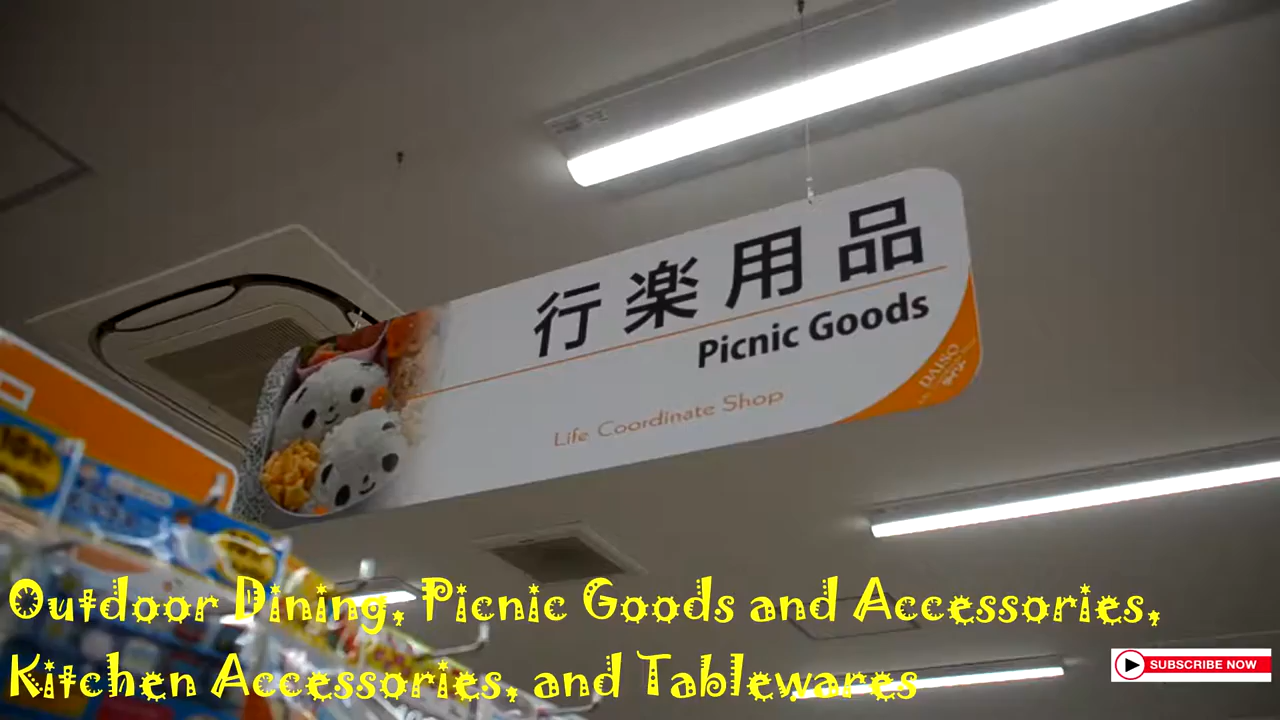 行楽用品
Picnic Goods
Life Coordinate Shop
DAISO
Outdoor Dining, Picnic Goods and Accessories,
Kitchen Accessories, and Tablewares
SUBSCRIBE NOW